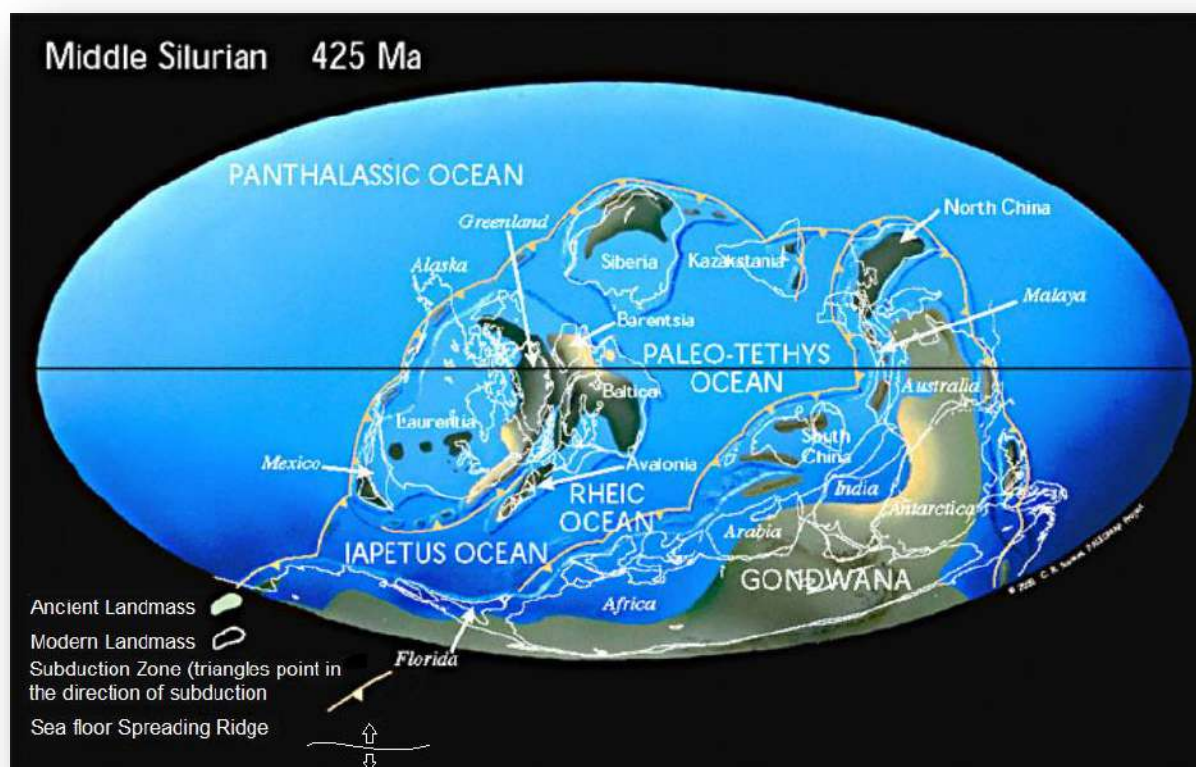 Middle Silurian 425 Ma
PANTHALASSIC OCEAN
Greenland
North China
Alaska
Siberia
Kazakstania
Malaya
Barentsia
PALEO-TETHYS
OCEAN
Baltica
Australia
Laurentia
South
China
Mexico
Avalonia
India
RHEIC
OCEAN
Antarctica
Arabia
IAPETUS OCEAN
GONDWANA
Africa
Florida
Ancient Landmass
Modern Landmass
Subduction Zone (triangles point in
the direction of subduction
Sea floor Spreading Ridge